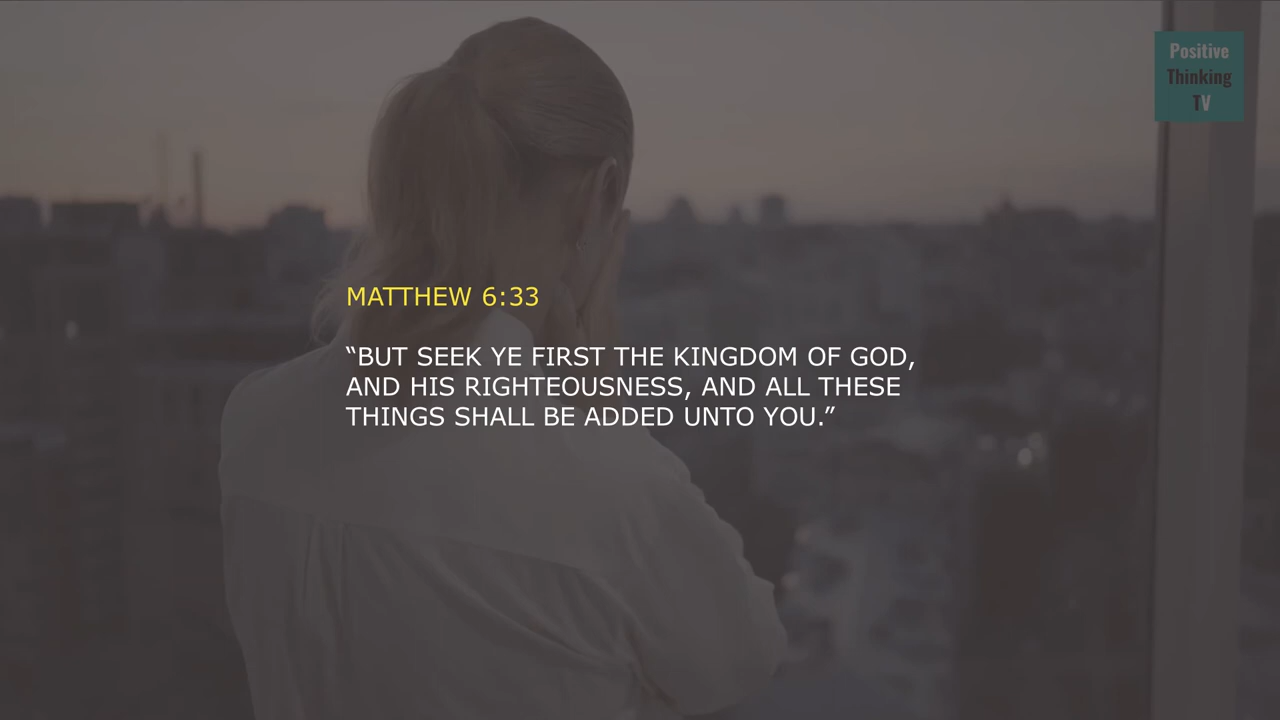 Positive
Thinking
TV
MATTHEW 6:33
“BUT SEEK YE FIRST THE KINGDOM OF GOD,
AND HIS RIGHTEOUSNESS, AND ALL THESE
THINGS SHALL BE ADDED UNTO YOU.”